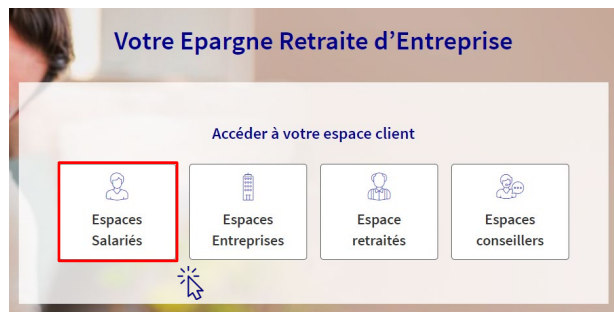 Votre Epargne Retraite d’Entreprise
Accéder à votre espace client
Espaces
Salariés
Espaces
Entreprises
Espace
retraités
Espaces
conseillers